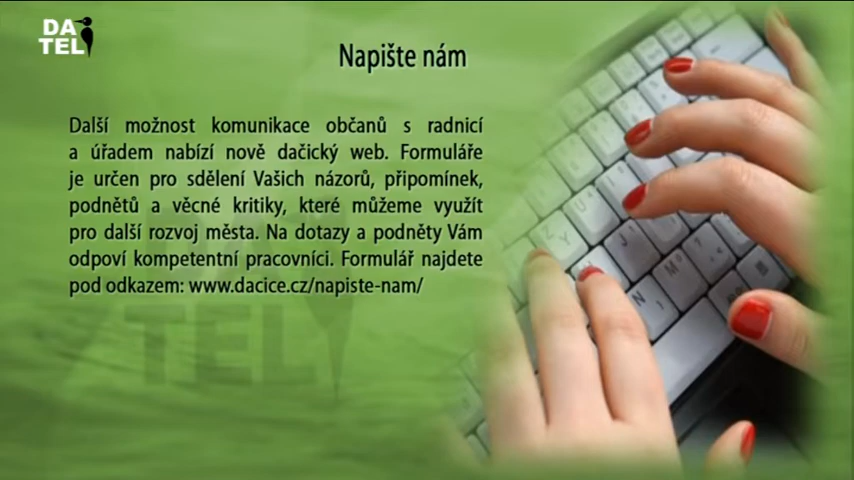 DA
TEL
Napište nám
Další možnost komunikace občanů s radnicí
a úřadem nabízí nově dačický web. Formuláře
je určen pro sdělení Vašich názorů, připomínek,
podnětů a věcné kritiky, které můžeme využít
pro další rozvoj města. Na dotazy a podněty Vám
odpoví kompetentní pracovníci. Formulář najdete
pod odkazem: www.dacice.cz/napiste-nam/
DA
TEL
Z
Y
U
J
N
M